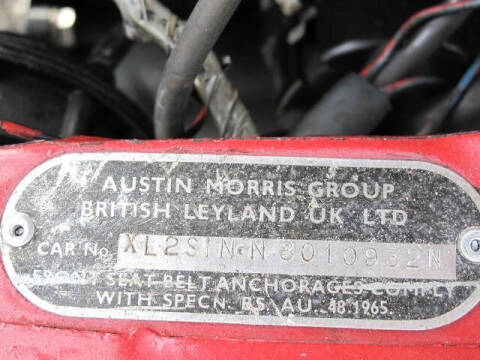 AUSTIN MORRIS GROUP
BRITISH LEYLAND UK LTD
CAR No. XL2S1N·N 8010932N
FRONT SEAT BELT ANCHORAGES COMPLY
WITH SPECN. BS. AU. 48.1965.